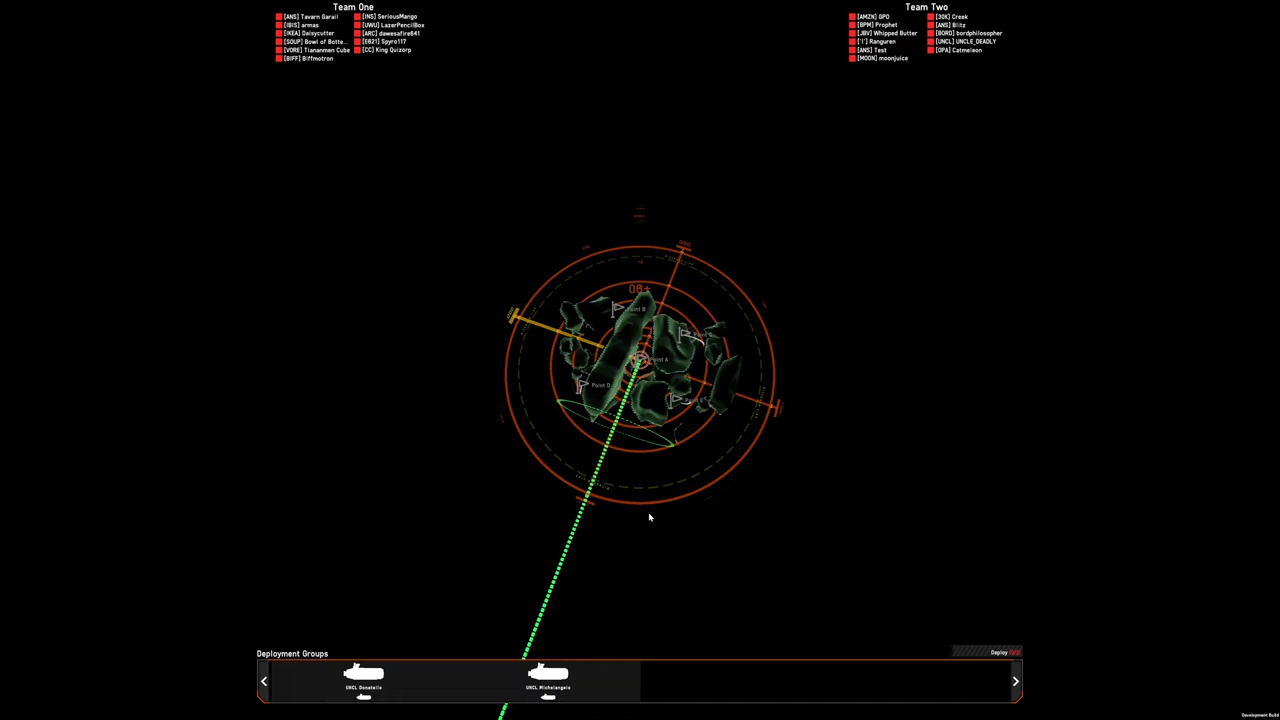 Team One
[ANS] Tavarn Garail
[INS] SeriousMango
[IBIS] armas
[UWU] LazerPencilBox
[IKEA] Daisycutter
[ARC] dawesafire641
[SOUP] Bowl of Botte...
[E621] Spyro117
[VORE] Tiananmen Cube
[CC] King Quizorp
[BIFF] Biffmotron
Team Two
[AMZN] GPO
[30K] Creek
[BPM] Prophet
[ANS] Blitz
[JBV] Whipped Butter
[BORD] bordphilosopher
['I'] Ranguren
[UNCL] UNCLE_DEADLY
[ANS] Test
[OPA] Catmeleon
[MOON] moonjuice
Point B
Point A
Point D
Deployment Groups
Deploy
UNCL Donatello
UNCL Michelangelo
Development Build